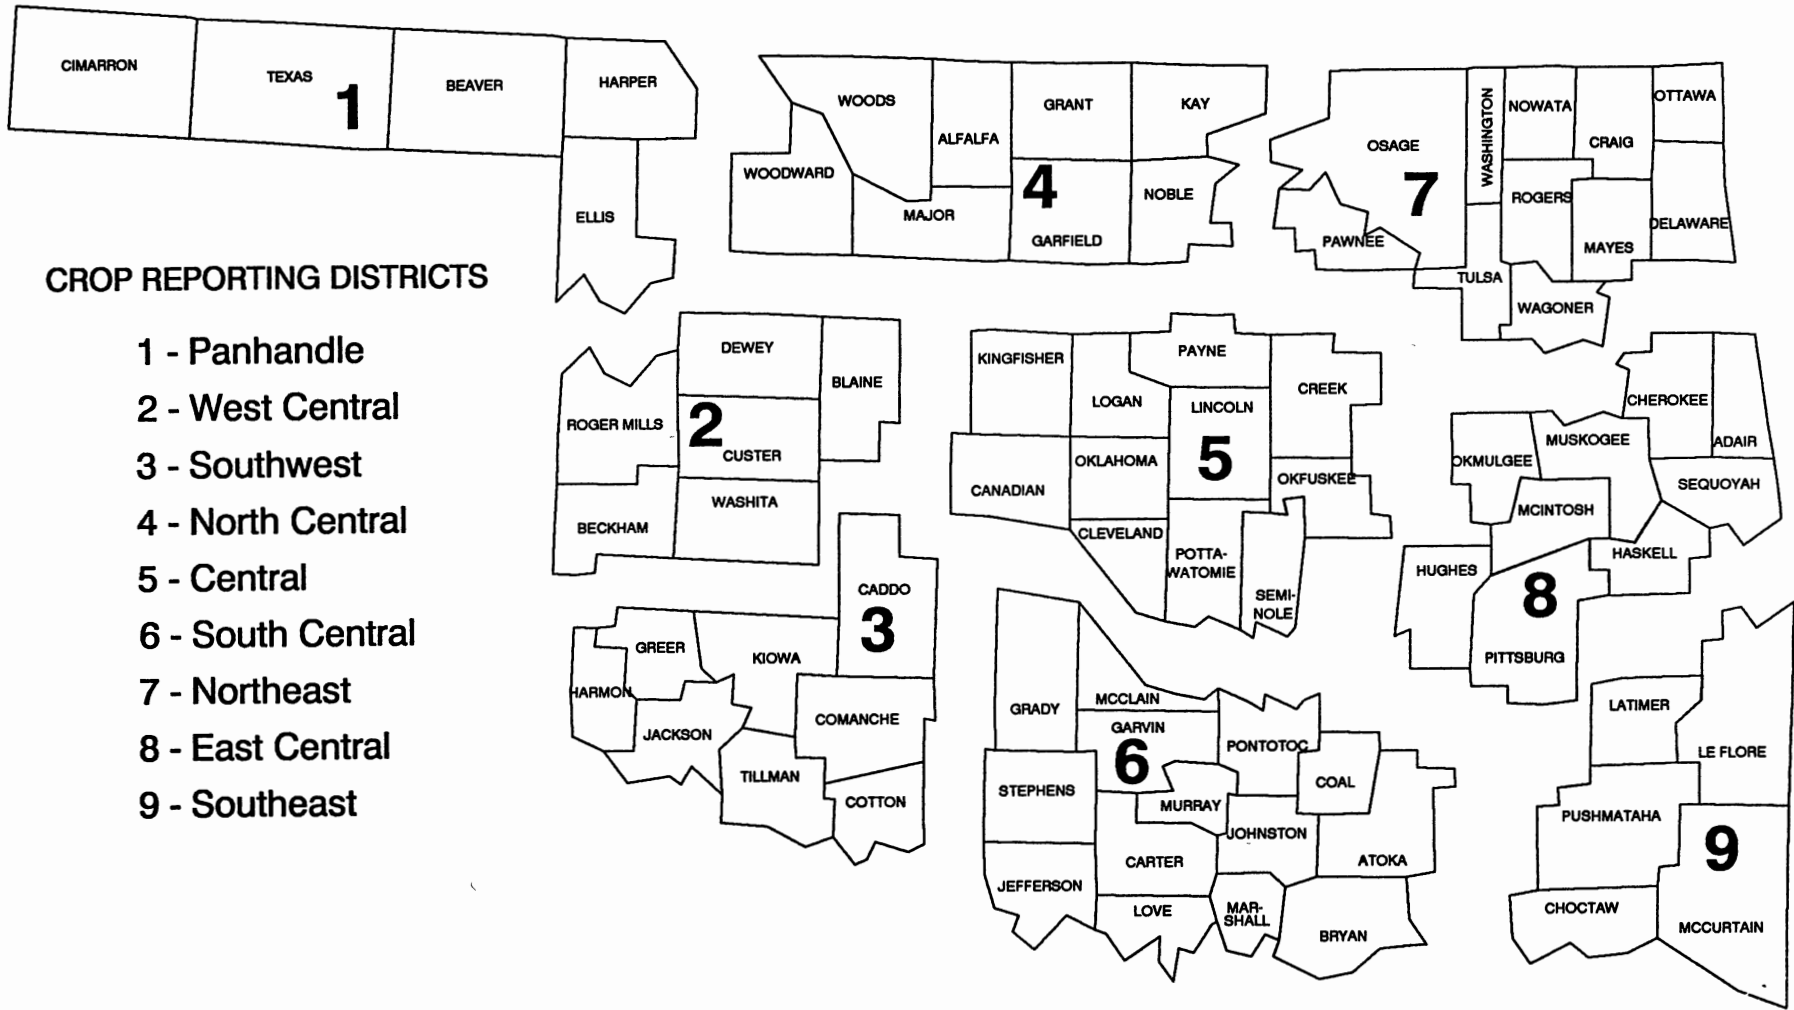 CIMARRON
TEXAS
1
BEAVER
HARPER
ELLIS
WOODS
ALFALFA
GRANT
KAY
WOODWARD
MAJOR
4
GARFIELD
NOBLE
OSAGE
7
WASHINGTON
NOWATA
CRAIG
OTTAWA
ROGERS
MAYES
DELAWARE
PAWNEE
TULSA
WAGONER
CROP REPORTING DISTRICTS
1 - Panhandle
2 - West Central
3 - Southwest
4 - North Central
5 - Central
6 - South Central
7 - Northeast
8 - East Central
9 - Southeast
DEWEY
BLAINE
ROGER MILLS
2
CUSTER
WASHITA
BECKHAM
KINGFISHER
LOGAN
PAYNE
LINCOLN
CREEK
CANADIAN
OKLAHOMA
5
OKFUSKEE
CLEVELAND
POTTA-
WATOMIE
SEMI-
NOLE
CHEROKEE
ADAIR
MUSKOGEE
OKMULGEE
SEQUOYAH
MCINTOSH
HASKELL
HUGHES
8
PITTSBURG
CADDO
3
GREER
KIOWA
HARMON
JACKSON
COMANCHE
TILLMAN
COTTON
GRADY
MCCLAIN
GARVIN
6
PONTOTOC
STEPHENS
MURRAY
COAL
JOHNSTON
CARTER
ATOKA
JEFFERSON
LOVE
MAR-
SHALL
BRYAN
LATIMER
LE FLORE
PUSHMATAHA
9
CHOCTAW
MCCURTAIN